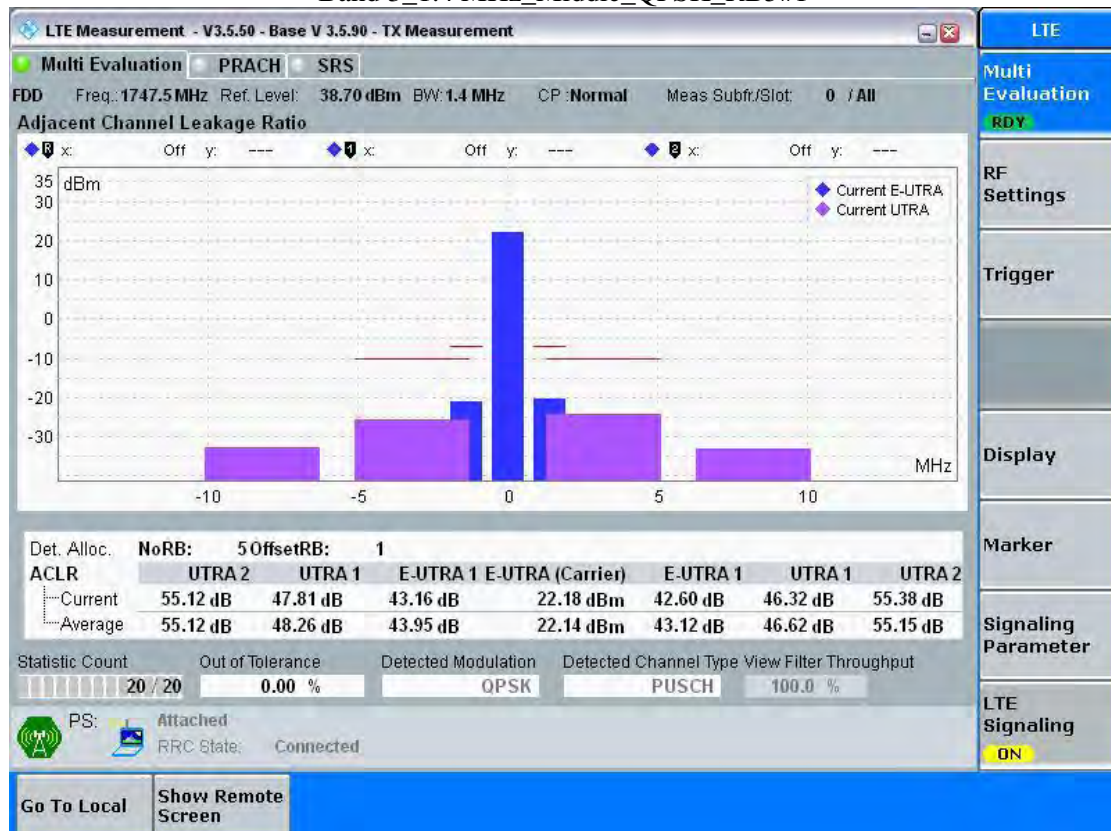 LTE Measurement - V3.5.50 - Base V 3.5.90 - TX Measurement
LTE
Multi Evaluation PRACH SRS
FDD Freq.: 1747.5 MHz Ref. Level: 38.70 dBm BW: 1.4 MHz CP :Normal Meas Subfr./Slot: 0 / All
Adjacent Channel Leakage Ratio
R x: Off y: --- 1 x: Off y: --- 2 x: Off y: ---
35 dBm
30
20
10
0
-10
-20
-30
Current E-UTRA
Current UTRA
MHz
-10 -5 0 5 10
Det. Alloc. NoRB: 5 OffsetRB: 1
ACLR UTRA 2 UTRA 1 E-UTRA 1 E-UTRA (Carrier) E-UTRA 1 UTRA 1 UTRA 2
Current 55.12 dB 47.81 dB 43.16 dB 22.18 dBm 42.60 dB 46.32 dB 55.38 dB
Average 55.12 dB 48.26 dB 43.95 dB 22.14 dBm 43.12 dB 46.62 dB 55.15 dB
Statistic Count Out of Tolerance Detected Modulation Detected Channel Type View Filter Throughput
20 / 20 0.00 % QPSK PUSCH 100.0 %
PS: Attached
RRC State: Connected
Multi
Evaluation
RDY
RF
Settings
Trigger
Display
Marker
Signaling
Parameter
LTE
Signaling
ON
Go To Local
Show Remote
Screen